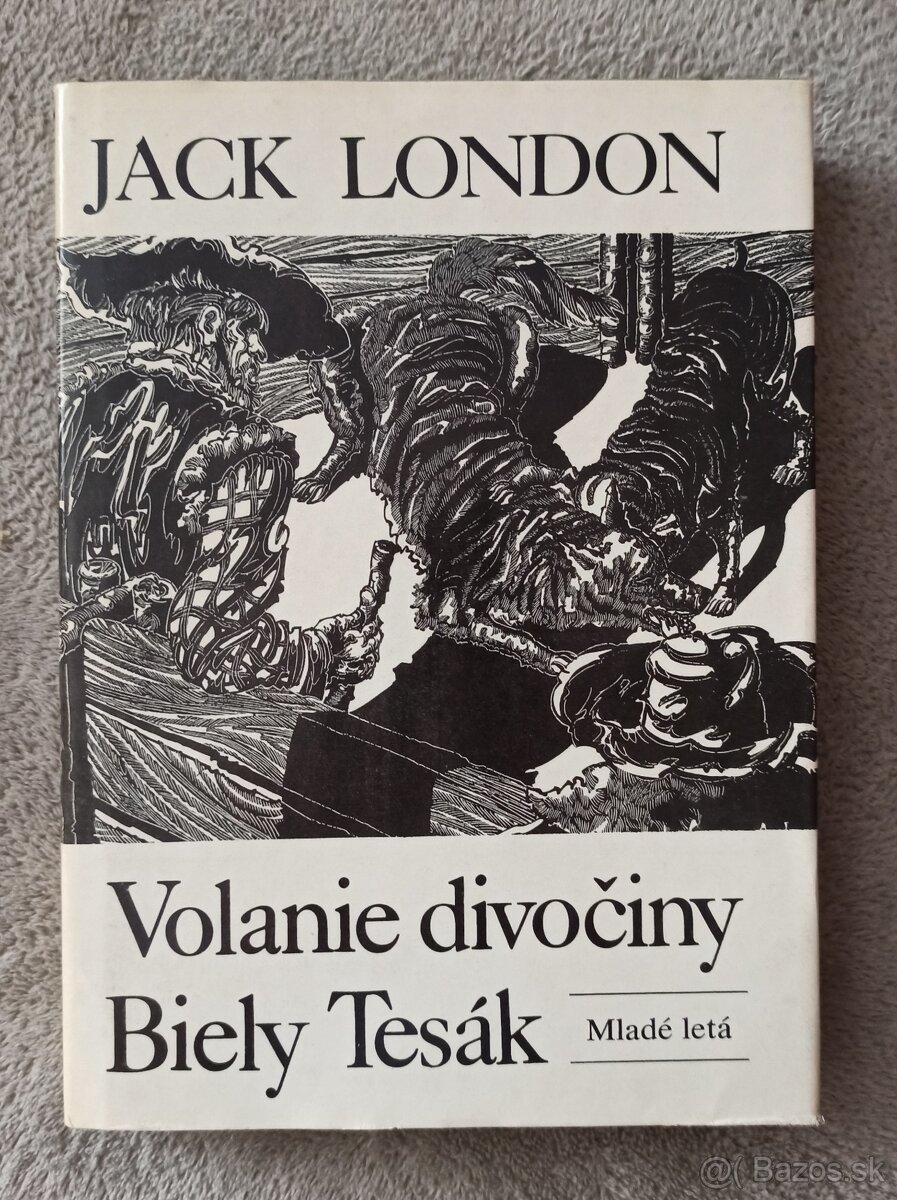 JACK LONDON
Volanie divočiny
Biely Tesák
Mladé letá
@( Bazos.sk